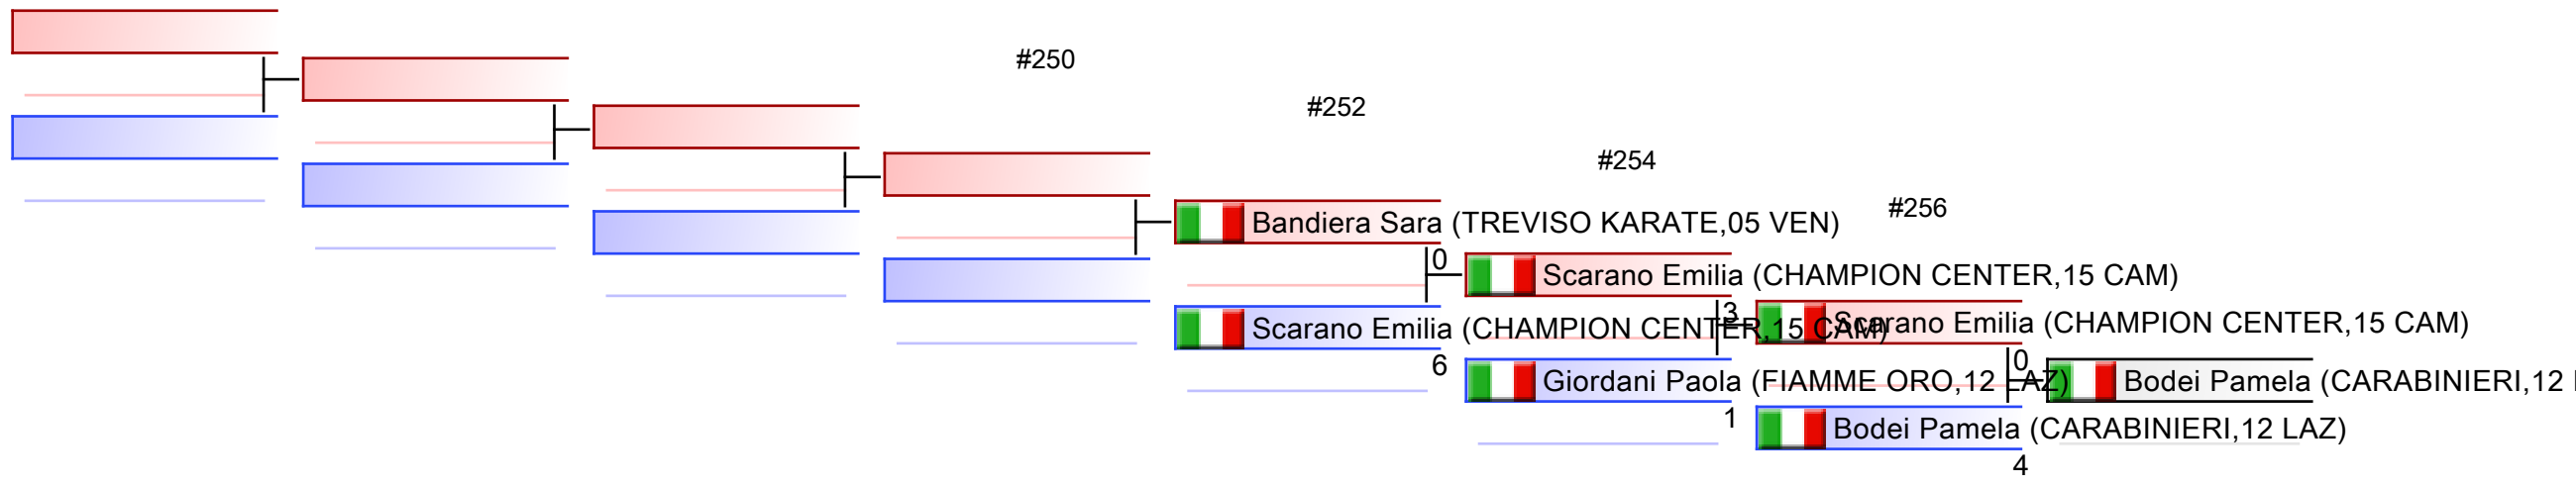 #250
#252
#254
#256
Bandiera Sara (TREVISO KARATE,05 VEN)
0
Scarano Emilia (CHAMPION CENTER,15 CAM)
Scarano Emilia (CHAMPION CENTER,15 CAM)
6
3
Scarano Emilia (CHAMPION CENTER,15 CAM)
Giordani Paola (FIAMME ORO,12 LAZ)
1
0
Bodei Pamela (CARABINIERI,12
Bodei Pamela (CARABINIERI,12 LAZ)
4